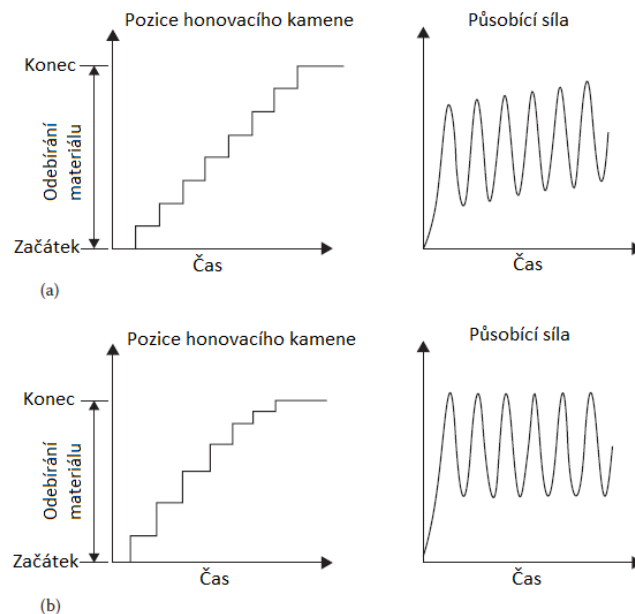 Pozice honovacího kamene
Působící síla
Konec
Odebírání
materiálu
Začátek
Čas
Čas
(a)
Pozice honovacího kamene
Působící síla
Konec
Odebírání
materiálu
Začátek
Čas
Čas
(b)